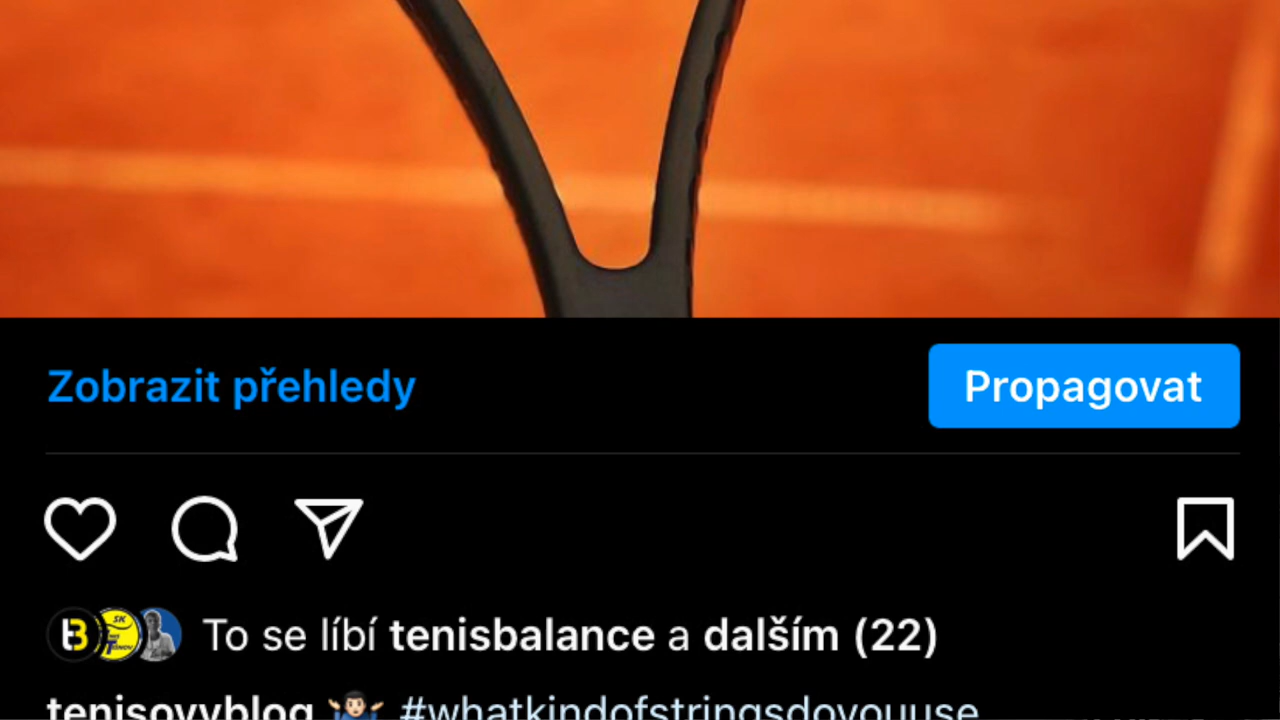 Zobrazit přehledy
Propagovat
To se líbí tenisbalance a dalším (22)
tenisovyblog 🤷🏻‍♂️ #whatkindofstringsdoyouuse